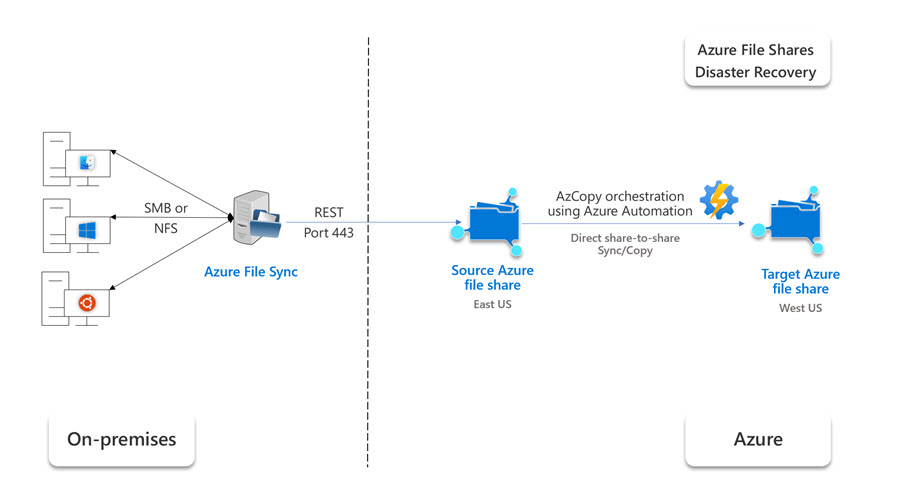 Azure File Shares
Disaster Recovery
SMB or
NFS
Azure File Sync
REST
Port 443
AzCopy orchestration
using Azure Automation
Direct share-to-share
Sync/Copy
Source Azure
file share
East US
Target Azure
file share
West US
On-premises
Azure